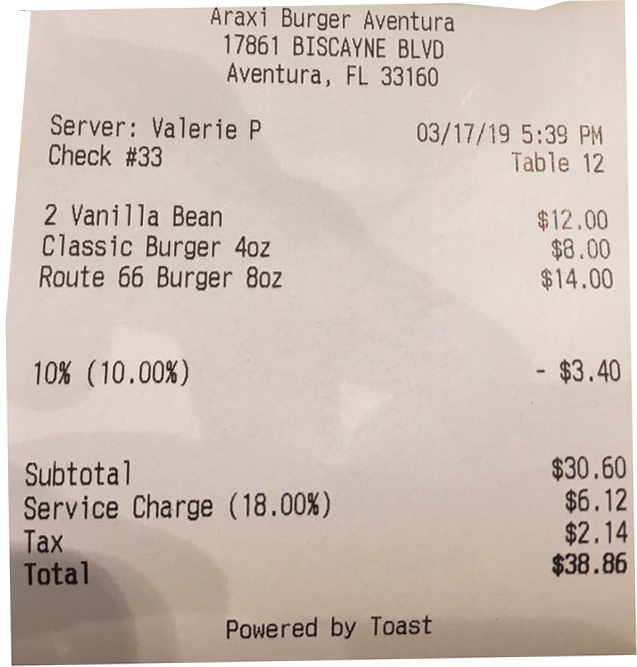 Araxi Burger Aventura
17861 BISCAYNE BLVD
Aventura, FL 33160
Server: Valerie P 03/17/19 5:39 PM
Check #33 Table 12
2 Vanilla Bean $12.00
Classic Burger 4oz $8.00
Route 66 Burger 8oz $14.00
10% (10.00%) - $3.40
Subtotal $30.60
Service Charge (18.00%) $6.12
Tax $2.14
Total $38.86
Powered by Toast